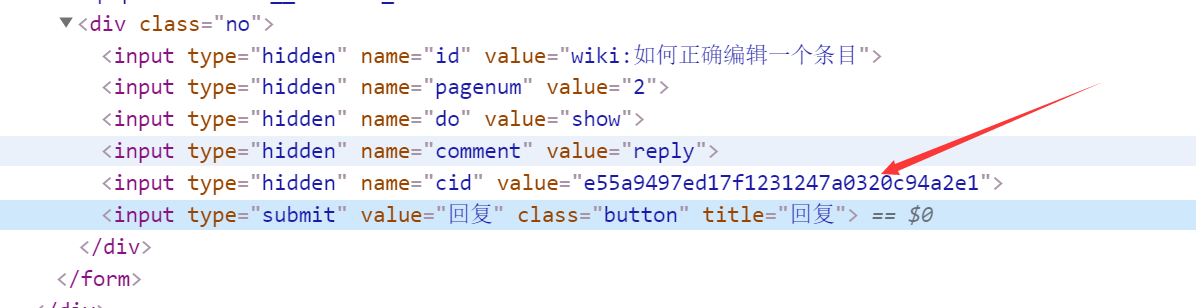 ▼<div class="no">
<input type="hidden" name="id" value="wiki:如何正确编辑一个条目">
<input type="hidden" name="pagenum" value="2">
<input type="hidden" name="do" value="show">
<input type="hidden" name="comment" value="reply">
<input type="hidden" name="cid" value="e55a9497ed17f1231247a0320c94a2e1">
<input type="submit" value="回复" class="button" title="回复"> == $0
</div>
</form>